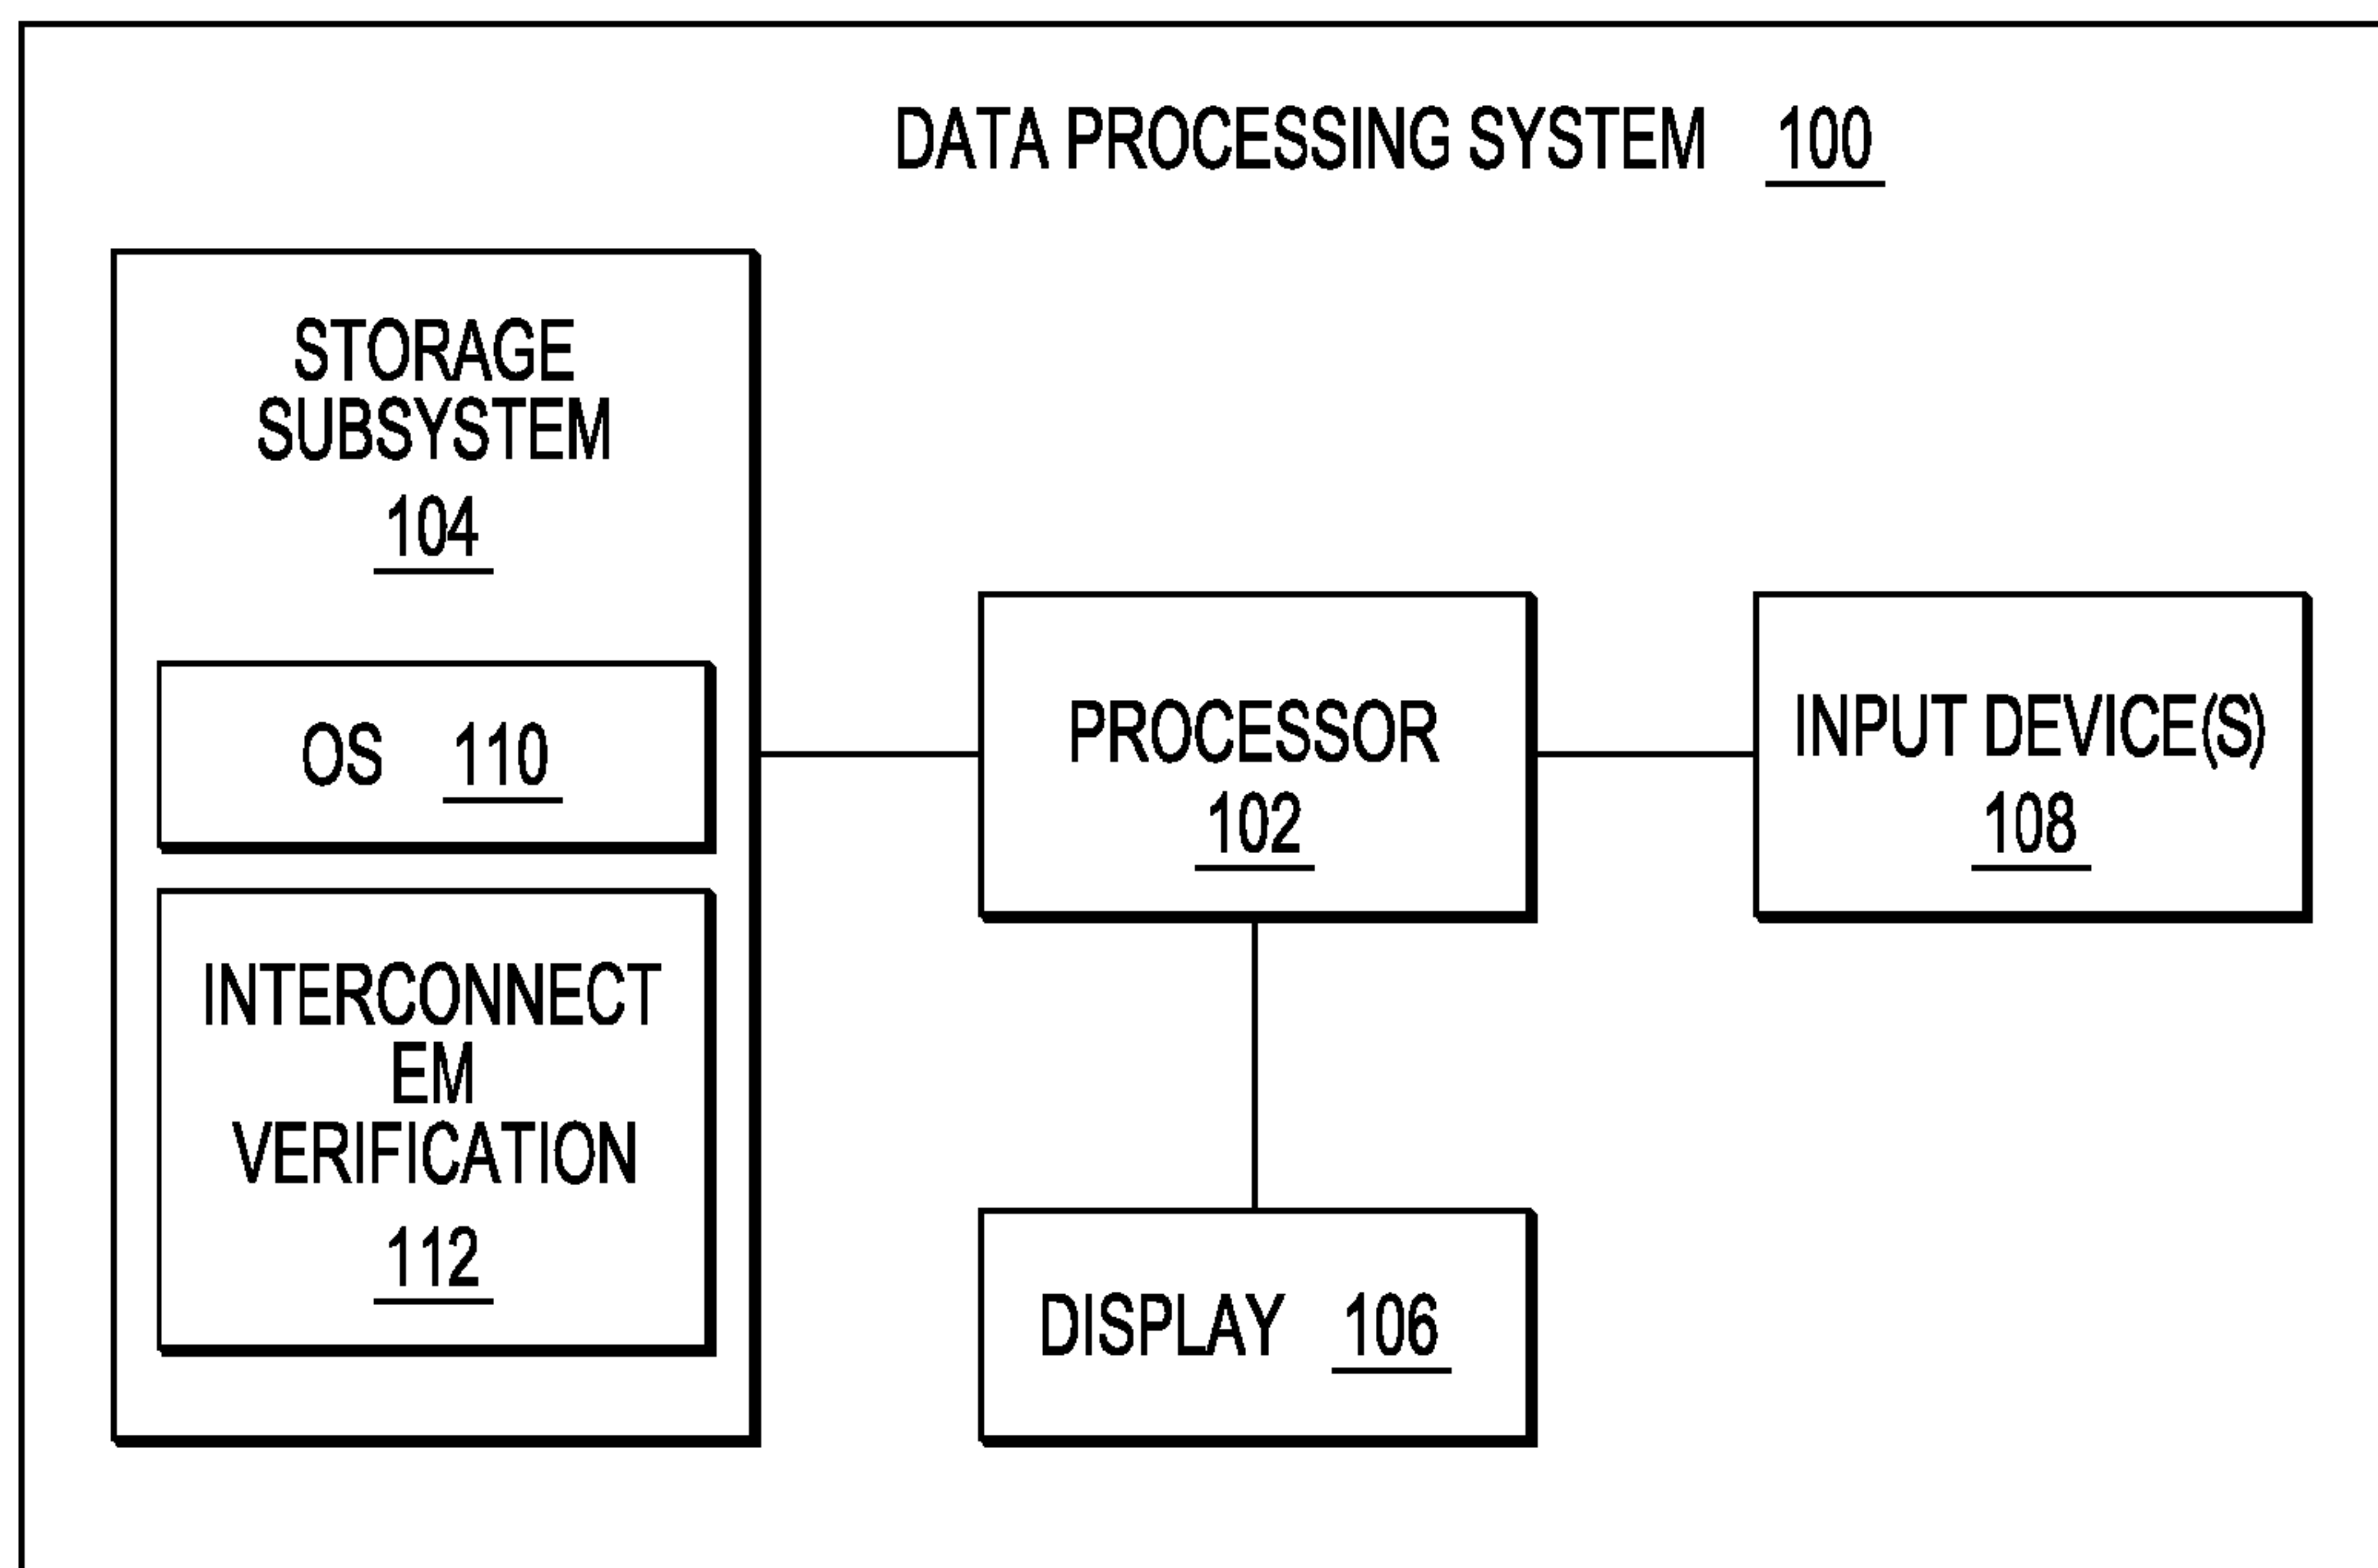 DATA PROCESSING SYSTEM 100
STORAGE
SUBSYSTEM
104
OS 110
INTERCONNECT
EM
VERIFICATION
112
PROCESSOR
102
INPUT DEVICE(S)
108
DISPLAY 106